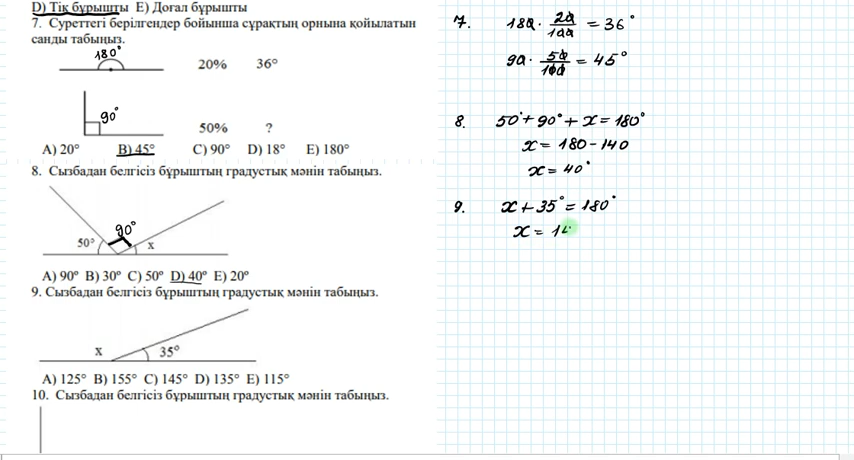 D) Тік бұрышты E) Доғал бұрышты
7. Суреттегі берілгендер бойынша сұрақтың орнына қойылатын
санды табыңыз.
180°
20% 36°
90°
50% ?
A) 20° B) 45° C) 90° D) 18° E) 180°
8. Сызбадан белгісіз бұрыштың градустық мәнін табыңыз.
90°
50° x
A) 90° B) 30° C) 50° D) 40° E) 20°
9. Сызбадан белгісіз бұрыштың градустық мәнін табыңыз.
x 35°
A) 125° B) 155° C) 145° D) 135° E) 115°
10. Сызбадан белгісіз бұрыштың градустық мәнін табыңыз.
7. 180 · 20/100 = 36°
90 · 50/100 = 45°
8. 50° + 90° + x = 180°
x = 180 - 140
x = 40°
9. x + 35° = 180°
x = 14